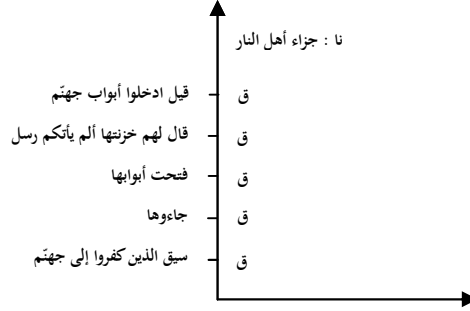 نا : جزاء أهل النار
ق قيل ادخلوا أبواب جهنّم
ق قال لهم خزنتها ألم يأتكم رسل
ق فتحت أبوابها
ق جاءوها
ق سيق الذين كفروا إلى جهنّم